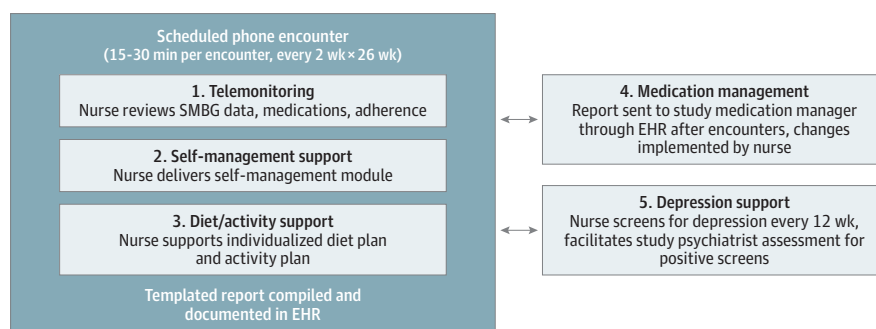 Scheduled phone encounter
(15-30 min per encounter, every 2 wk × 26 wk)
1. Telemonitoring
Nurse reviews SMBG data, medications, adherence
2. Self-management support
Nurse delivers self-management module
3. Diet/activity support
Nurse supports individualized diet plan
and activity plan
Templated report compiled and
documented in EHR
4. Medication management
Report sent to study medication manager
through EHR after encounters, changes
implemented by nurse
5. Depression support
Nurse screens for depression every 12 wk,
facilitates study psychiatrist assessment for
positive screens